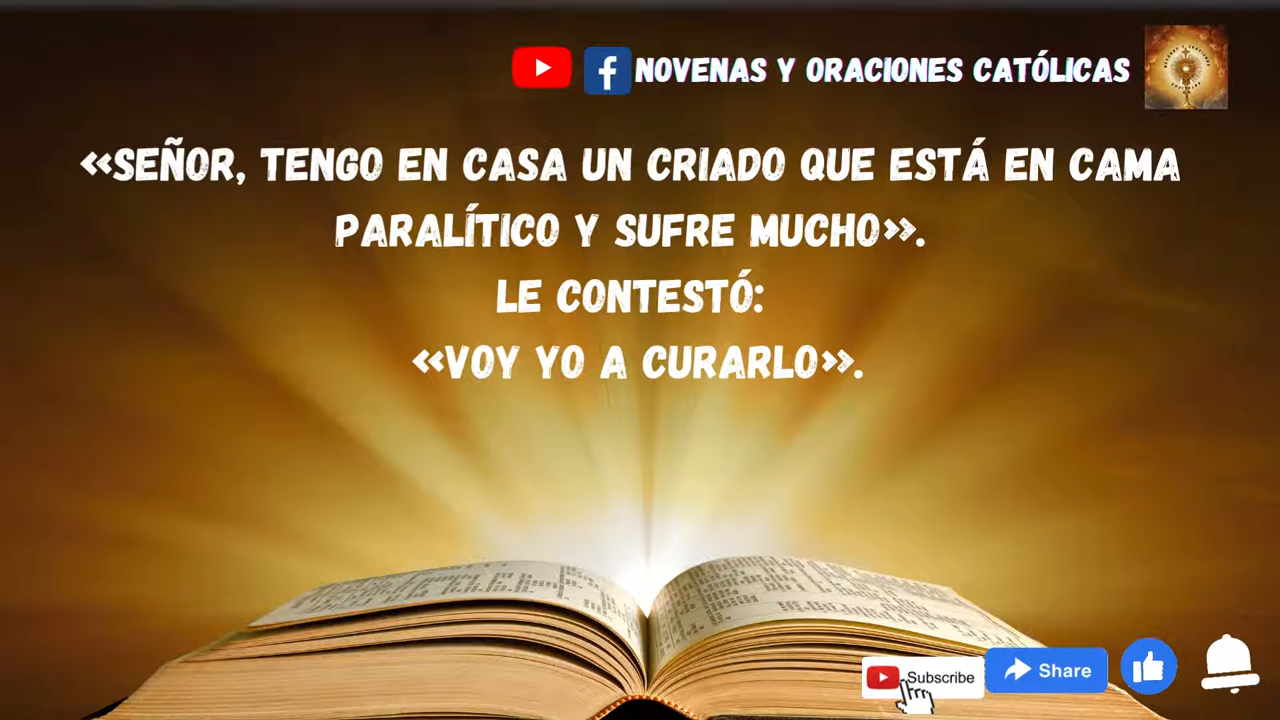 NOVENAS Y ORACIONES CATÓLICAS
«SEÑOR, TENGO EN CASA UN CRIADO QUE ESTÁ EN CAMA
PARALÍTICO Y SUFRE MUCHO».
LE CONTESTÓ:
«VOY YO A CURARLO».
Subscribe
Share